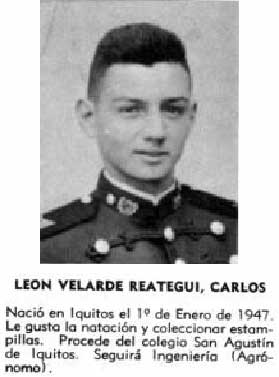 LEON VELARDE REATEGUI, CARLOS
Nació en Iquitos el 1º de Enero de 1947.
Le gusta la natación y coleccionar estam-
pillas. Procede del colegio San Agustín
de Iquitos. Seguirá Ingeniería (Agró-
nomo).